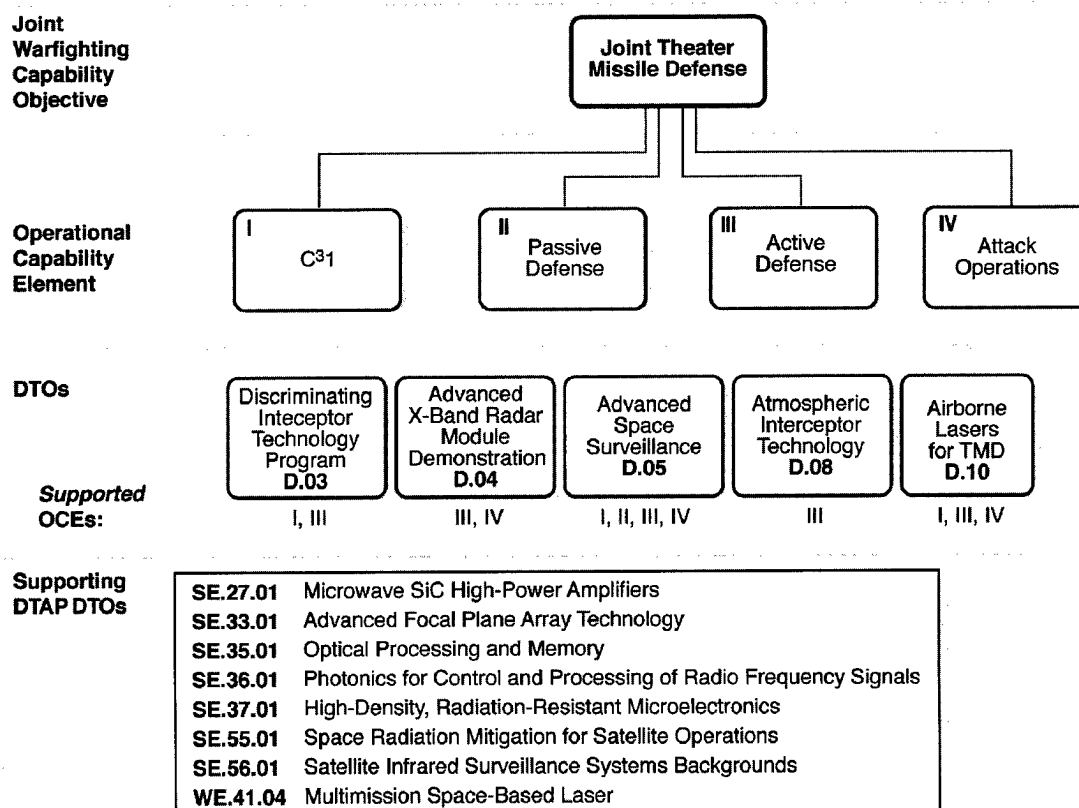 Joint
Warfighting
Capability
Objective
Joint Theater
Missile Defense
Operational
Capability
Element
I
C³1
II
Passive
Defense
III
Active
Defense
IV
Attack
Operations
DTOs
Discriminating
Inteceptor
Technology
Program
D.03
Advanced
X-Band Radar
Module
Demonstration
D.04
Advanced
Space
Surveillance
D.05
Atmospheric
Interceptor
Technology
D.08
Airborne
Lasers
for TMD
D.10
Supported
OCEs:
I, III
III, IV
I, II, III, IV
III
I, III, IV
Supporting
DTAP DTOs
SE.27.01 Microwave SiC High-Power Amplifiers
SE.33.01 Advanced Focal Plane Array Technology
SE.35.01 Optical Processing and Memory
SE.36.01 Photonics for Control and Processing of Radio Frequency Signals
SE.37.01 High-Density, Radiation-Resistant Microelectronics
SE.55.01 Space Radiation Mitigation for Satellite Operations
SE.56.01 Satellite Infrared Surveillance Systems Backgrounds
WE.41.04 Multimission Space-Based Laser